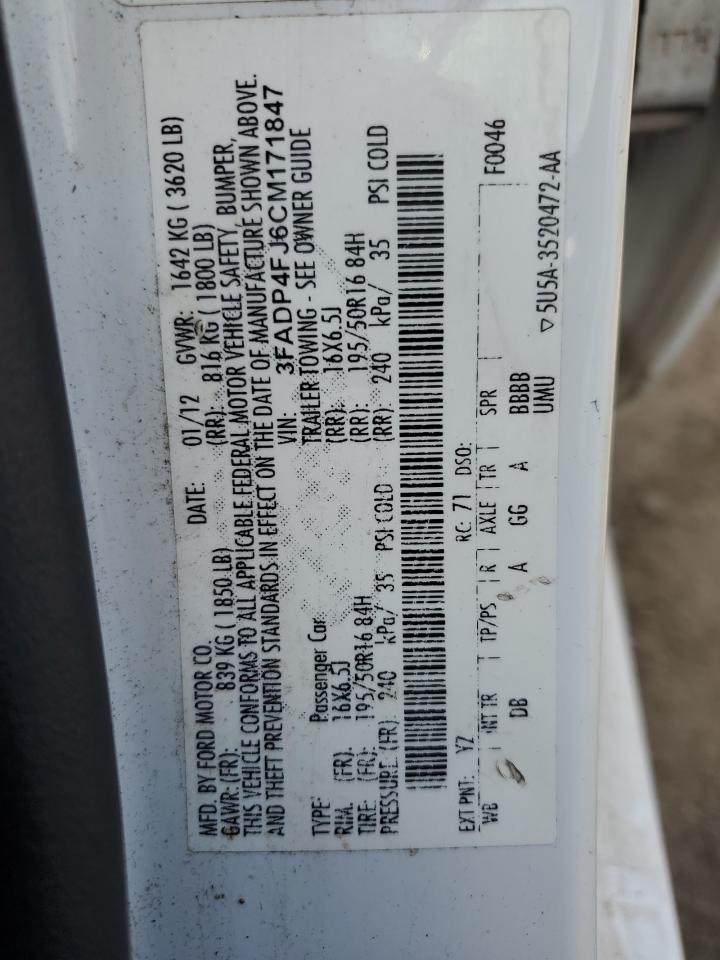 MFD. BY FORD MOTOR CO.
DATE: 01/12 GVWR: 1642 KG ( 3620 LB)
GAWR: (FR): 839 KG ( 1850 LB) (RR): 816 KG ( 1800 LB)
THIS VEHICLE CONFORMS TO ALL APPLICABLE FEDERAL MOTOR VEHICLE SAFETY, BUMPER,
AND THEFT PREVENTION STANDARDS IN EFFECT ON THE DATE OF MANUFACTURE SHOWN ABOVE.
VIN: 3FADP4FJ6CM171847
TYPE: Passenger Car TRAILER TOWING - SEE OWNER GUIDE
RIM: (FR): 16X6.5J (RR): 16X6.5J
TIRE: (FR): 195/50R16 84H (RR): 195/50R16 84H
PRESSURE: (FR): 240 kPa/ 35 PSI COLD (RR): 240 kPa/ 35 PSI COLD
EXT PNT: YZ RC: 71 DSO: F0046
WB INT TR TP/PS R AXLE TR SPR
DB A GG A BBBB
UMU
▽5U5A-3520472-AA